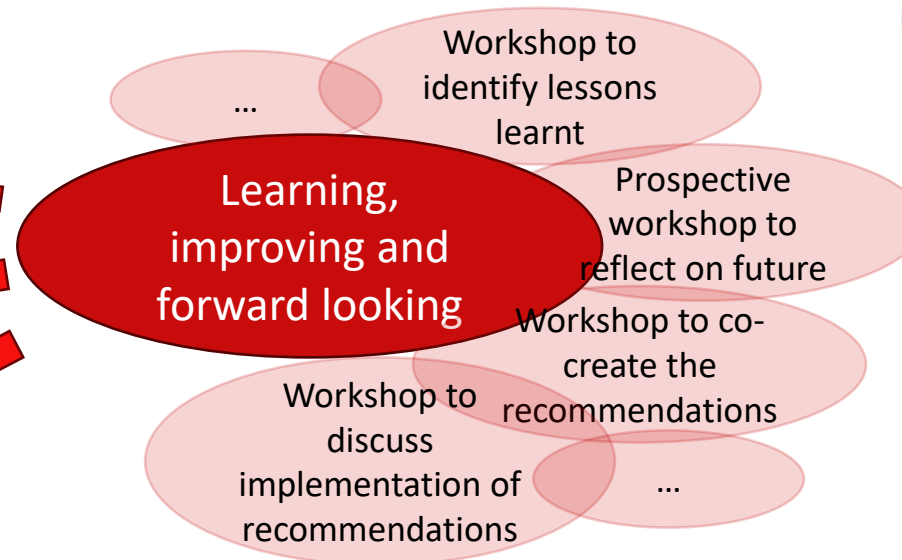 …
Workshop to
identify lessons
learnt
Learning,
improving and
forward looking
Prospective
workshop to
reflect on future
Workshop to co-
create the
recommendations
Workshop to
discuss
implementation of
recommendations
…